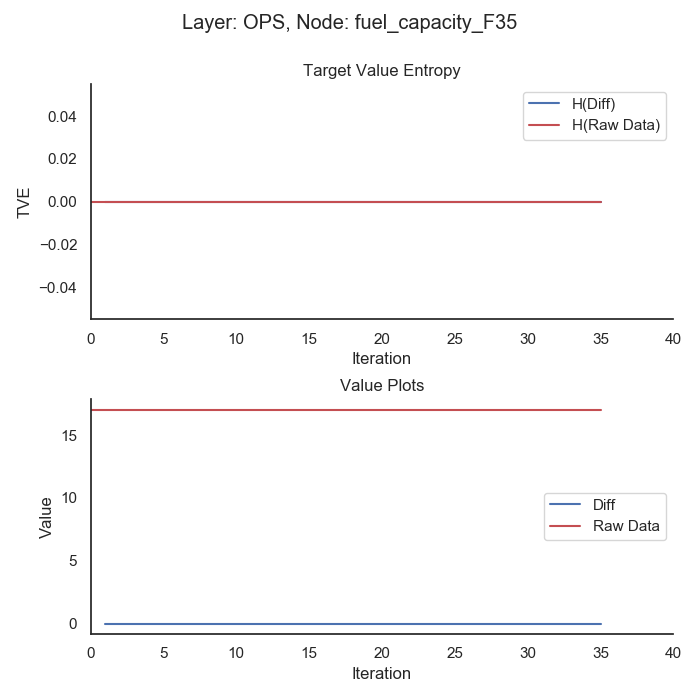 Layer: OPS, Node: fuel_capacity_F35
Target Value Entropy
H(Diff)
H(Raw Data)
0.04
0.02
0.00
−0.02
−0.04
TVE
0 5 10 15 20 25 30 35 40
Iteration
Value Plots
15
10
5
0
Value
Diff
Raw Data
0 5 10 15 20 25 30 35 40
Iteration